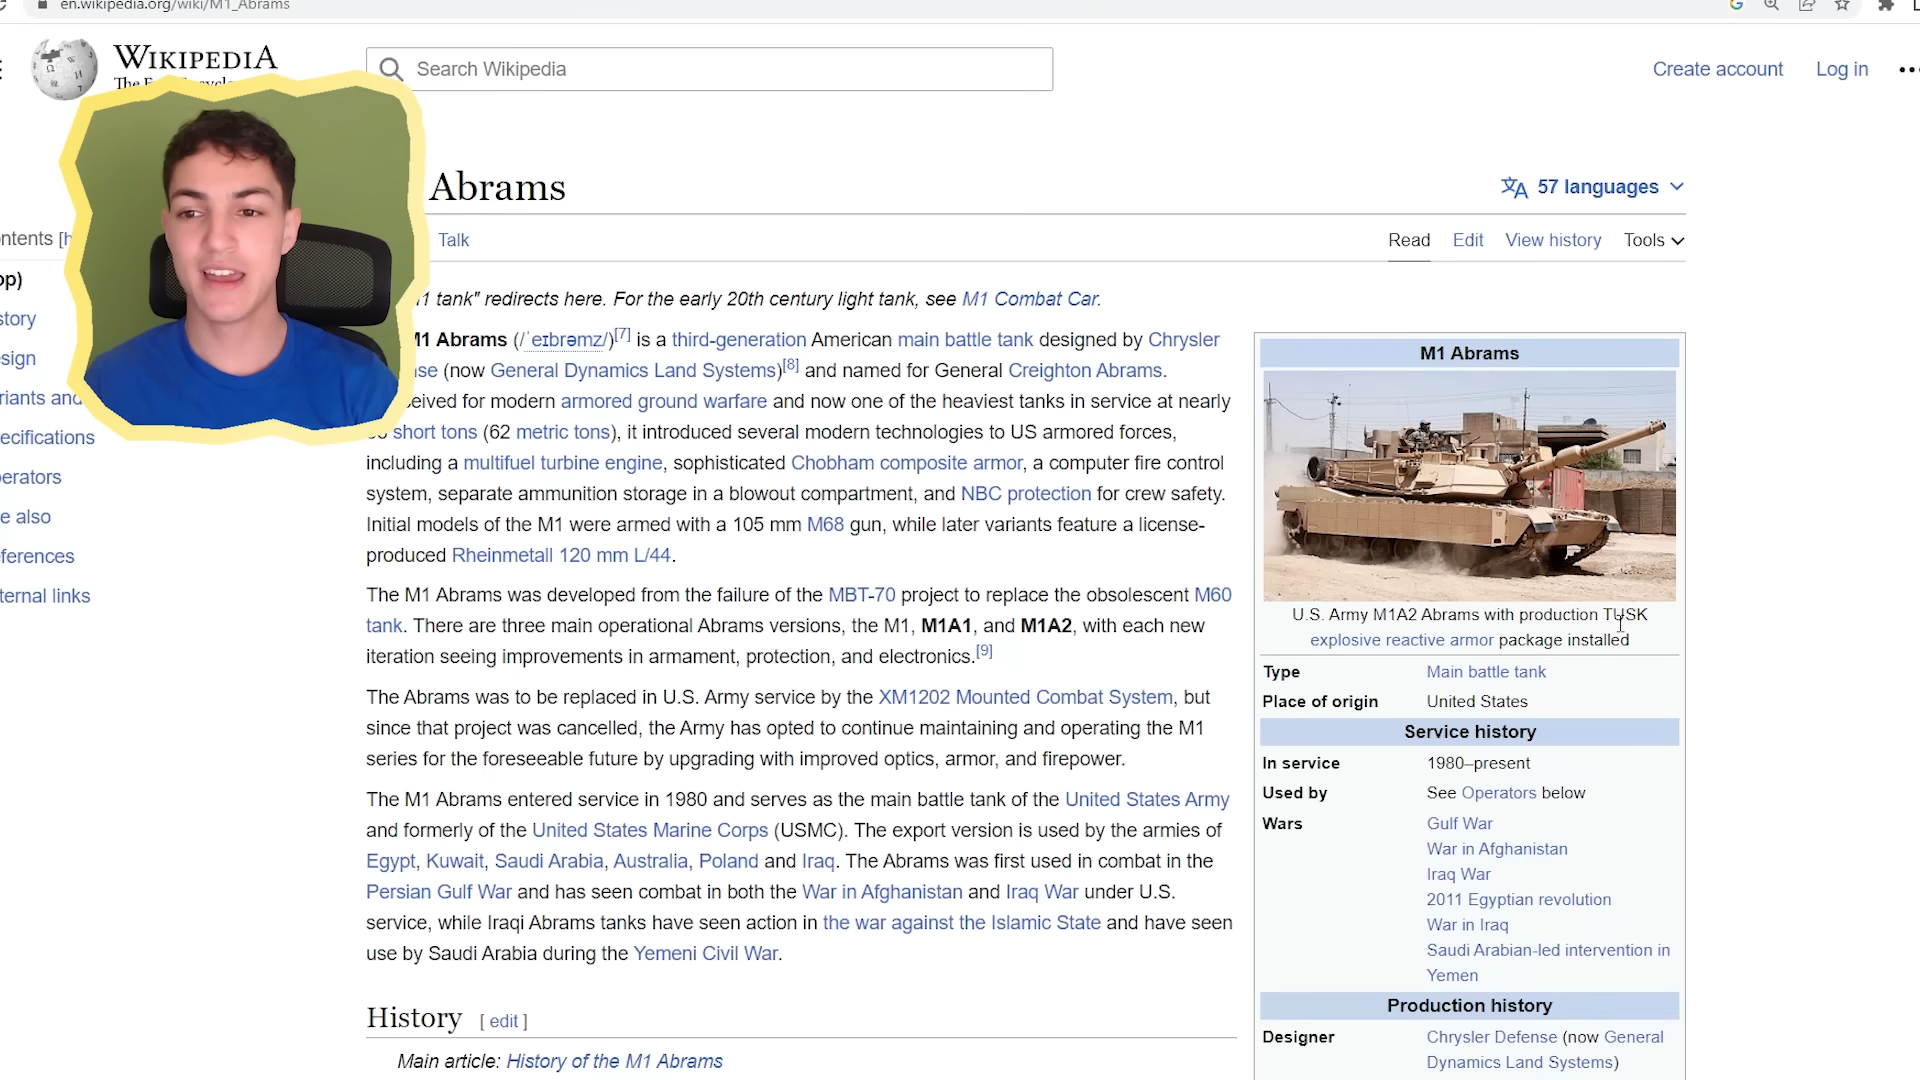 en.wikipedia.org/wiki/M1_Abrams
WIKIPEDIA
Search Wikipedia
Create account
Log in
Abrams
57 languages
Talk
Read
Edit
View history
Tools
Contents
story
sign
riants and
ecifications
erators
e also
ferences
ternal links
1 tank" redirects here. For the early 20th century light tank, see M1 Combat Car.
M1 Abrams (/ˈeɪbrəmz/)[7] is a third-generation American main battle tank designed by Chrysler
se (now General Dynamics Land Systems)[8] and named for General Creighton Abrams.
eived for modern armored ground warfare and now one of the heaviest tanks in service at nearly
short tons (62 metric tons), it introduced several modern technologies to US armored forces,
including a multifuel turbine engine, sophisticated Chobham composite armor, a computer fire control
system, separate ammunition storage in a blowout compartment, and NBC protection for crew safety.
Initial models of the M1 were armed with a 105 mm M68 gun, while later variants feature a license-
produced Rheinmetall 120 mm L/44.
The M1 Abrams was developed from the failure of the MBT-70 project to replace the obsolescent M60
tank. There are three main operational Abrams versions, the M1, M1A1, and M1A2, with each new
iteration seeing improvements in armament, protection, and electronics.[9]
The Abrams was to be replaced in U.S. Army service by the XM1202 Mounted Combat System, but
since that project was cancelled, the Army has opted to continue maintaining and operating the M1
series for the foreseeable future by upgrading with improved optics, armor, and firepower.
The M1 Abrams entered service in 1980 and serves as the main battle tank of the United States Army
and formerly of the United States Marine Corps (USMC). The export version is used by the armies of
Egypt, Kuwait, Saudi Arabia, Australia, Poland and Iraq. The Abrams was first used in combat in the
Persian Gulf War and has seen combat in both the War in Afghanistan and Iraq War under U.S.
service, while Iraqi Abrams tanks have seen action in the war against the Islamic State and have seen
use by Saudi Arabia during the Yemeni Civil War.
History [ edit ]
Main article: History of the M1 Abrams
M1 Abrams
U.S. Army M1A2 Abrams with production TUSK
explosive reactive armor package installed
Type Main battle tank
Place of origin United States
Service history
In service 1980–present
Used by See Operators below
Wars Gulf War
War in Afghanistan
Iraq War
2011 Egyptian revolution
War in Iraq
Saudi Arabian-led intervention in
Yemen
Production history
Designer Chrysler Defense (now General
Dynamics Land Systems)